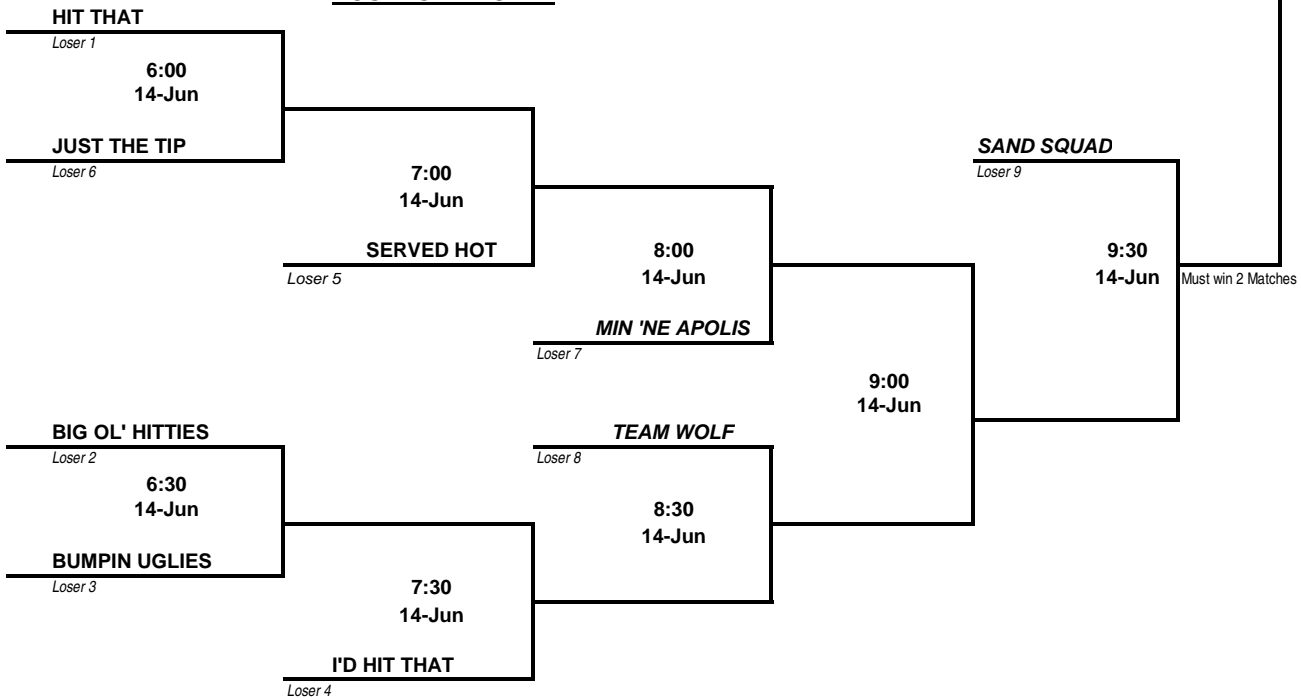 HIT THAT
Loser 1
6:00
14-Jun
JUST THE TIP
Loser 6
7:00
14-Jun
SERVED HOT
Loser 5
8:00
14-Jun
MIN 'NE APOLIS
Loser 7
SAND SQUAD
Loser 9
9:30
14-Jun
Must win 2 Matches
9:00
14-Jun
BIG OL' HITTIES
Loser 2
6:30
14-Jun
BUMPIN UGLIES
Loser 3
TEAM WOLF
Loser 8
8:30
14-Jun
7:30
14-Jun
I'D HIT THAT
Loser 4